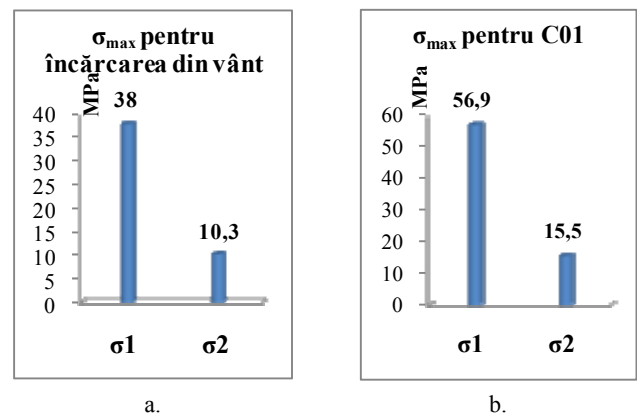 σmax pentru
încărcarea din vânt
MPa
38
10,3
40
35
30
25
20
15
10
5
0
σ1 σ2
a.
σmax pentru C01
MPa
56,9
15,5
60
50
40
30
20
10
0
σ1 σ2
b.